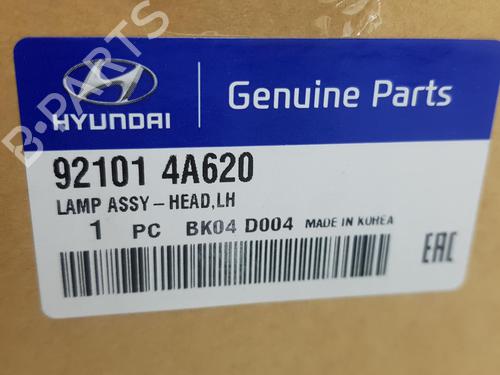 HYUNDAI
Genuine Parts
92101 4A620
LAMP ASSY-HEAD,LH
1 PC BK04 D004 MADE IN KOREA
EAC
B-PARTS